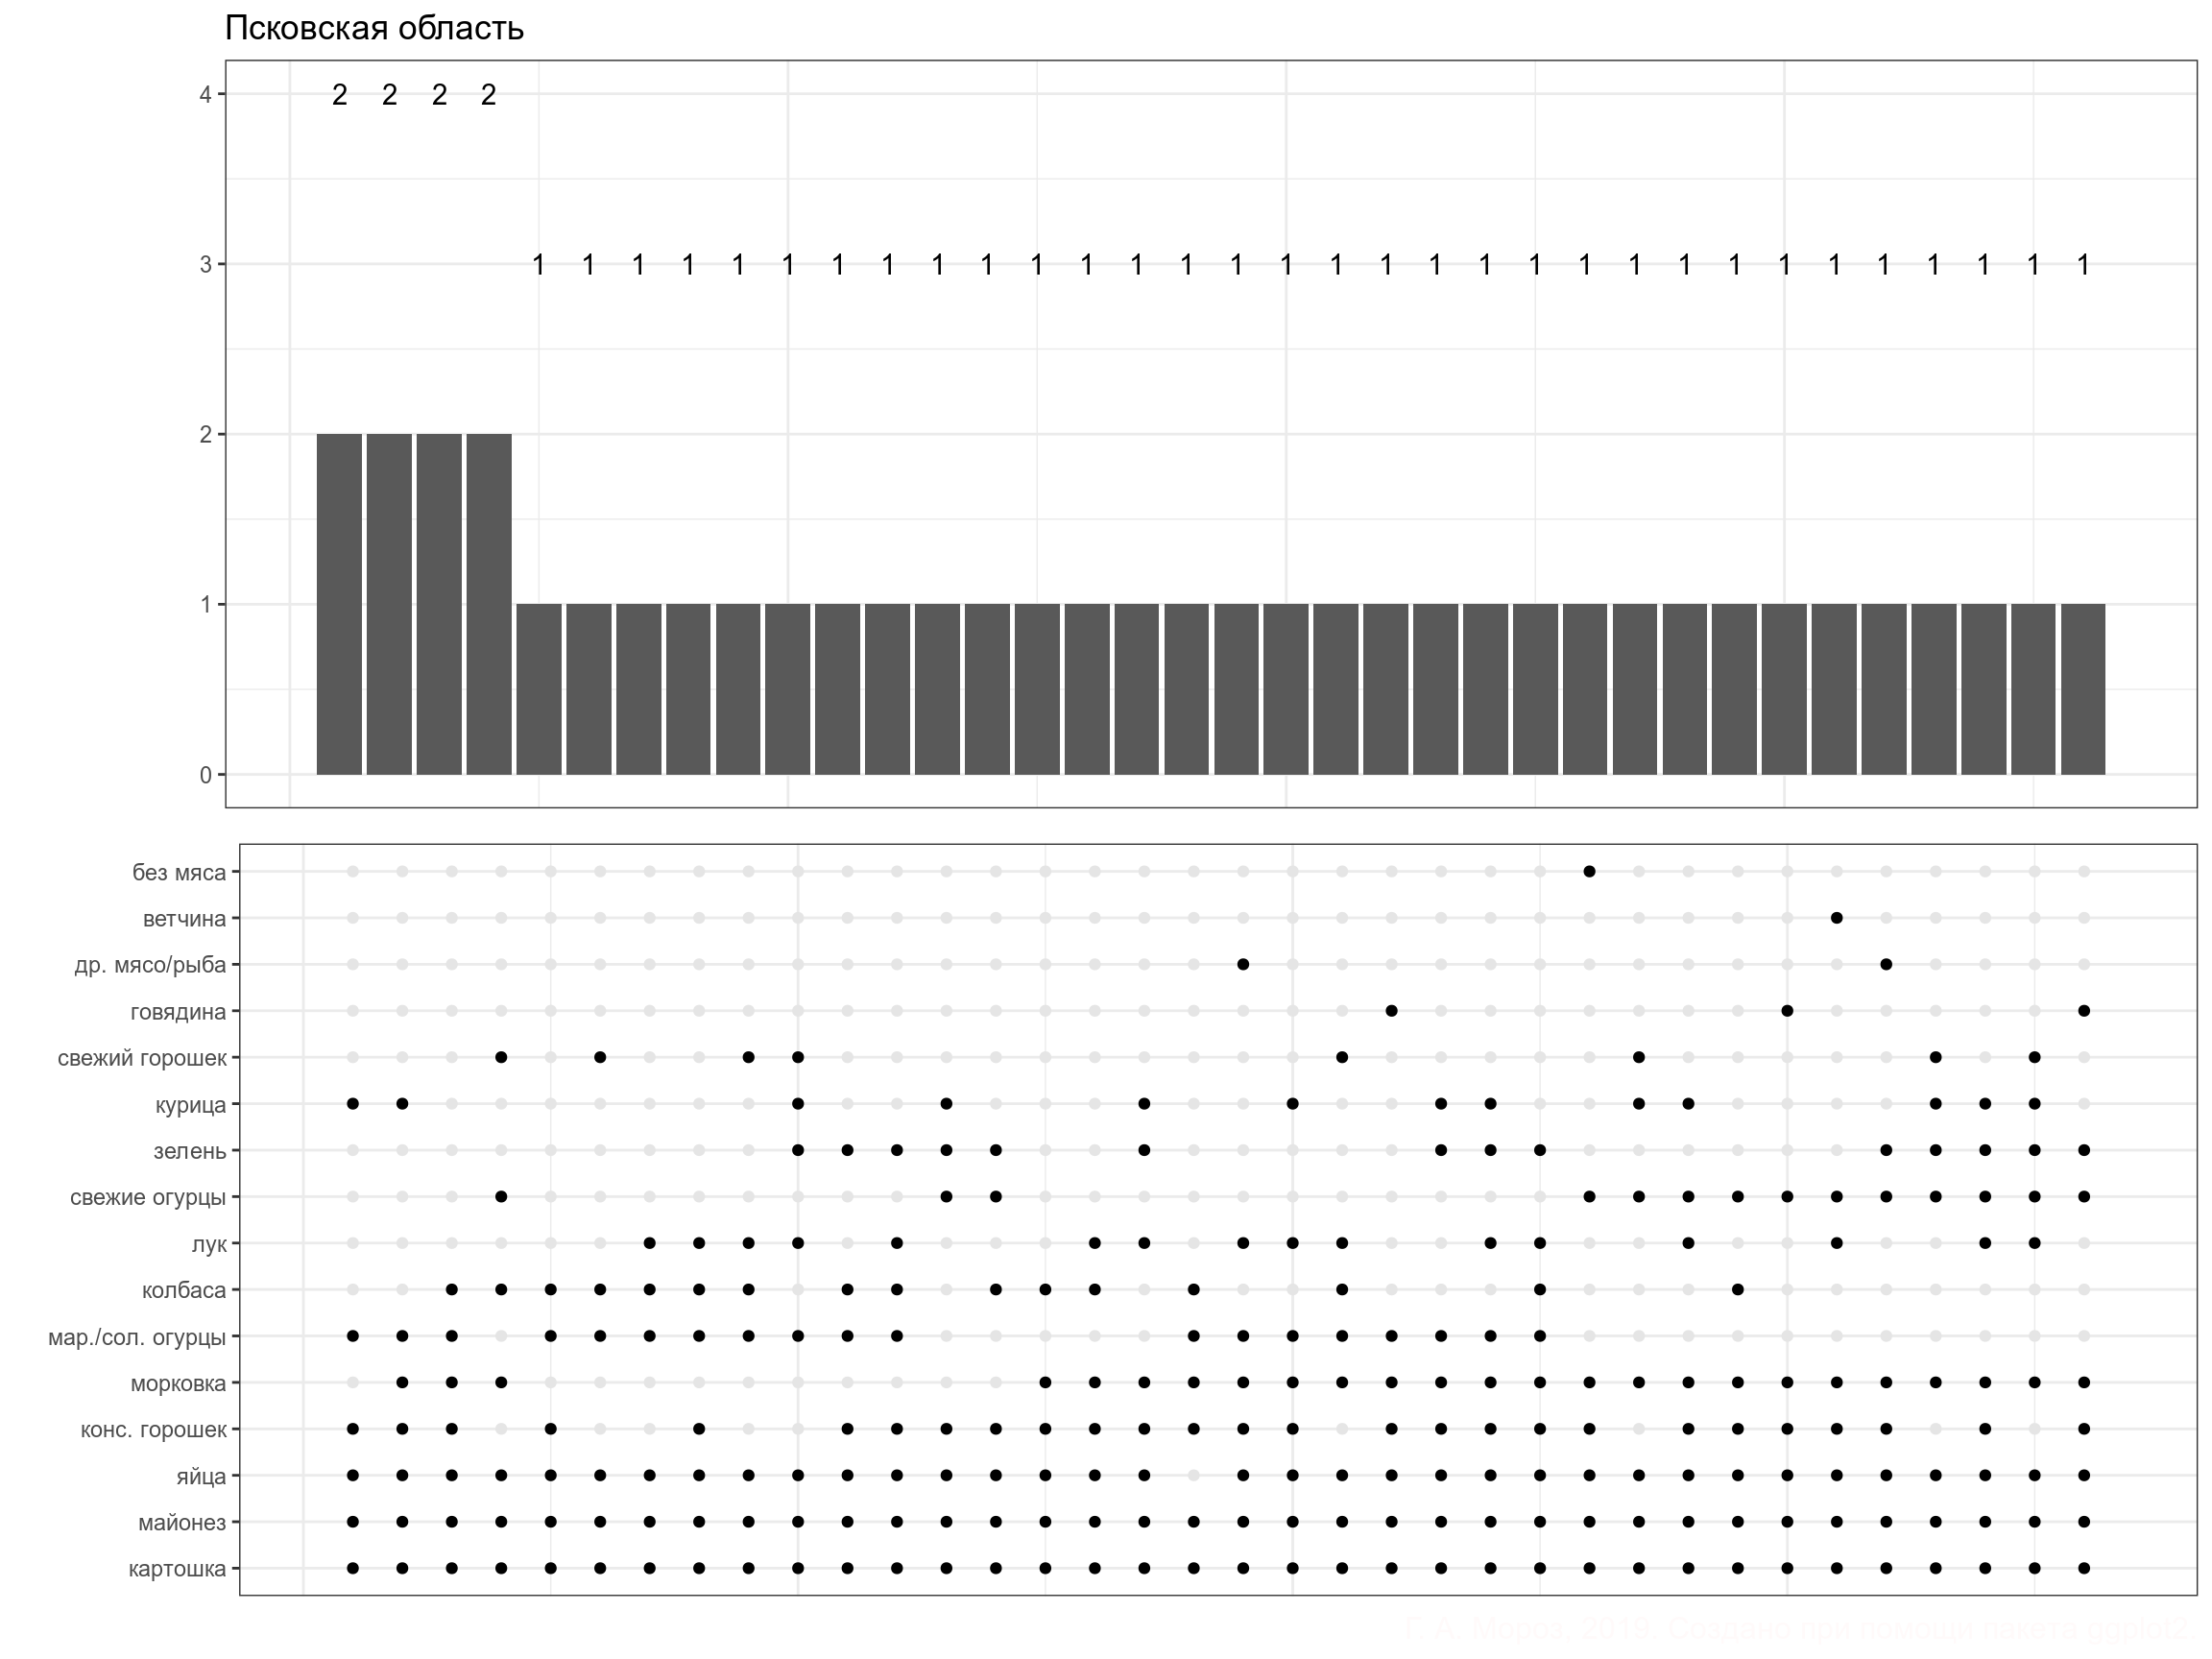 Псковская область
4
2 2 2 2
3
1 1 1 1 1 1 1 1 1 1 1 1 1 1 1 1 1 1 1 1 1 1 1 1 1 1 1 1 1 1 1 1
2
1
0
без мяса
ветчина
др. мясо/рыба
говядина
свежий горошек
курица
зелень
свежие огурцы
лук
колбаса
мар./сол. огурцы
морковка
конс. горошек
яйца
майонез
картошка
Г. А. Мороз, 2019, Создано при помощи пакета ggplot2.